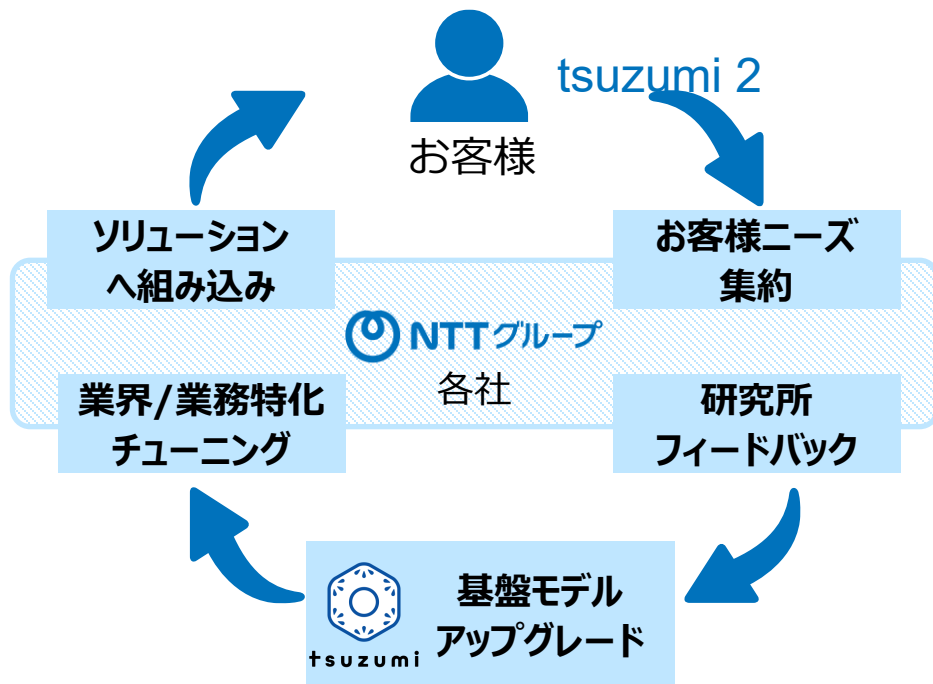 tsuzumi 2
お客様
ソリューション
へ組み込み
お客様ニーズ
集約
NTTグループ
各社
業界/業務特化
チューニング
研究所
フィードバック
基盤モデル
アップグレード
tsuzumi